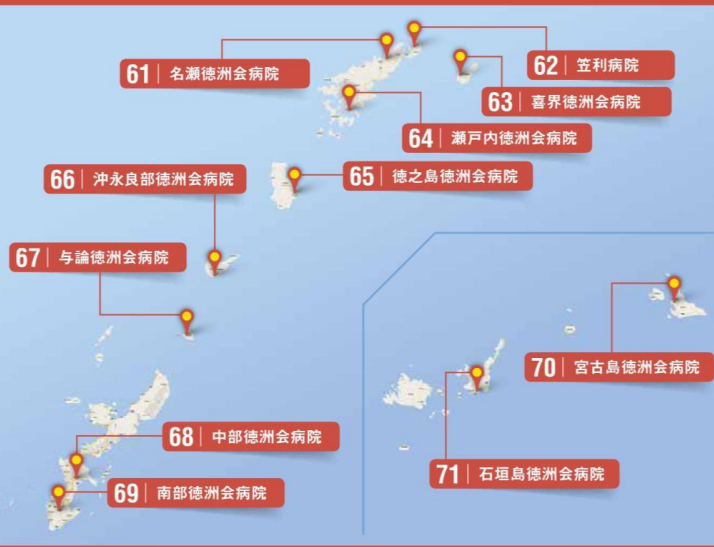 61 名瀬徳洲会病院
62 笠利病院
63 喜界徳洲会病院
64 瀬戸内徳洲会病院
65 徳之島徳洲会病院
66 沖永良部徳洲会病院
67 与論徳洲会病院
68 中部徳洲会病院
69 南部徳洲会病院
70 宮古島徳洲会病院
71 石垣島徳洲会病院